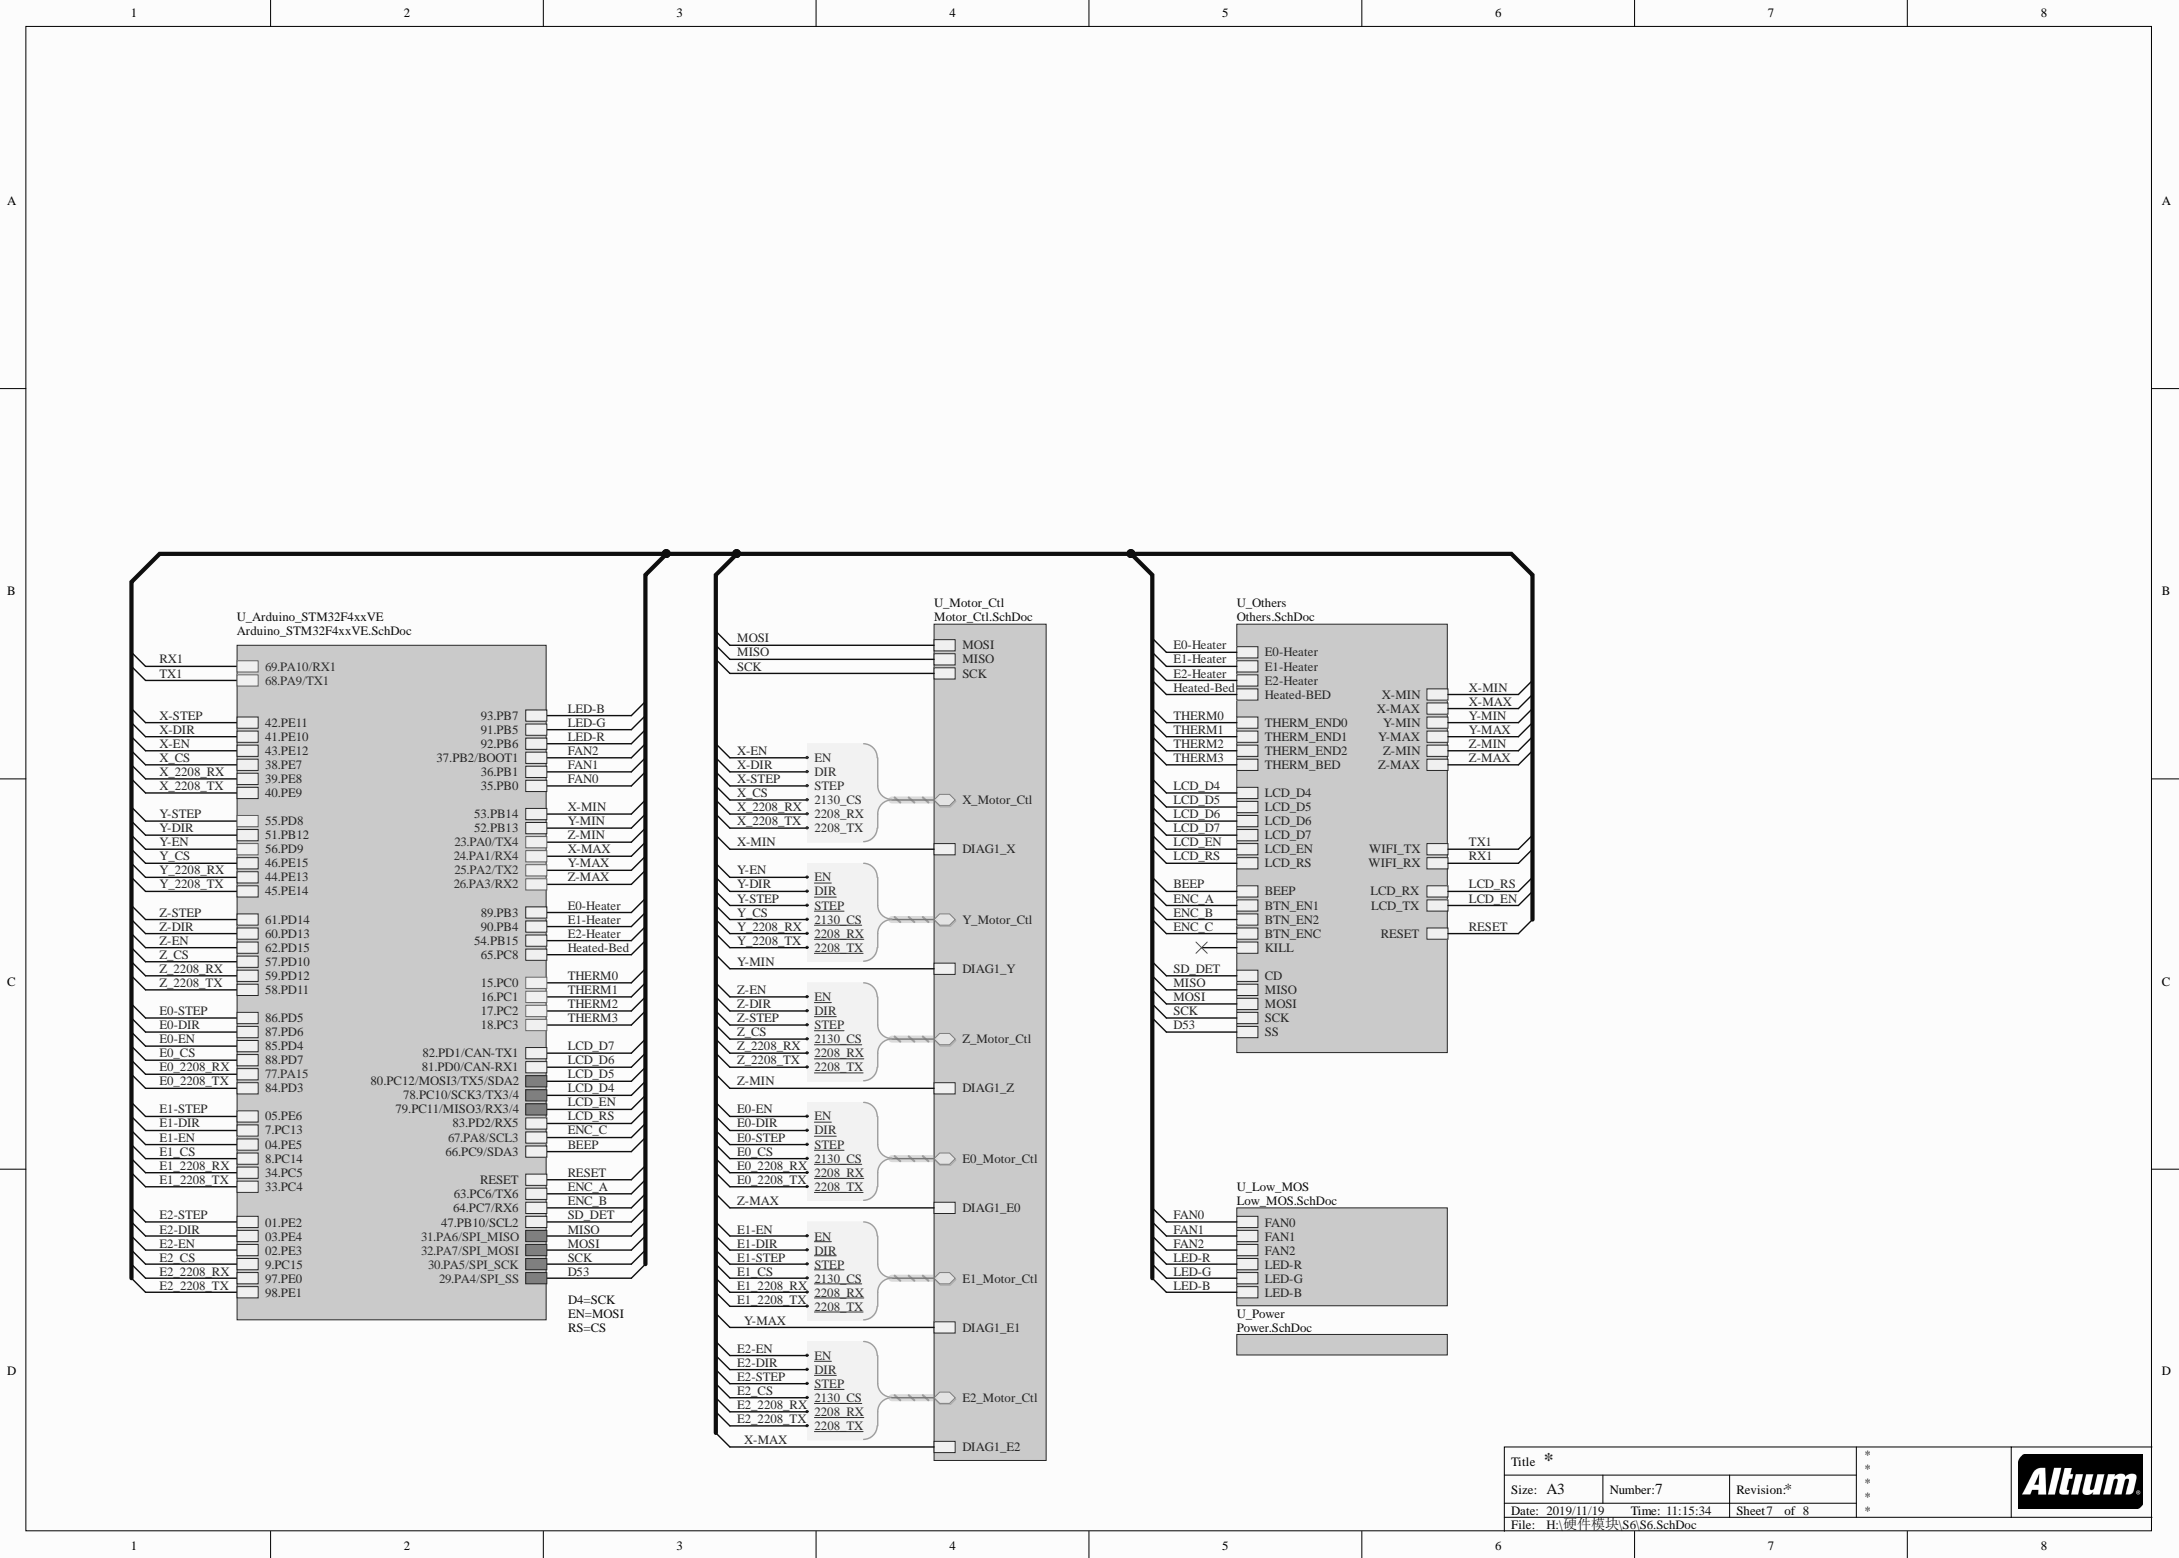 1 2 3 4 5 6 7 8
A A
B B
C C
D D
U_Arduino_STM32F4xxVE
Arduino_STM32F4xxVE.SchDoc
RX1 69.PA10/RX1
TX1 68.PA9/TX1
X-STEP 42.PE11
X-DIR 41.PE10
X-EN 43.PE12
X_CS 38.PE7
X_2208_RX 39.PE8
X_2208_TX 40.PE9
Y-STEP 55.PD8
Y-DIR 51.PB12
Y-EN 56.PD9
Y_CS 46.PE15
Y_2208_RX 44.PE13
Y_2208_TX 45.PE14
Z-STEP 61.PD14
Z-DIR 60.PD13
Z-EN 62.PD15
Z_CS 57.PD10
Z_2208_RX 59.PD12
Z_2208_TX 58.PD11
E0-STEP 86.PD5
E0-DIR 87.PD6
E0-EN 85.PD4
E0_CS 88.PD7
E0_2208_RX 77.PA15
E0_2208_TX 84.PD3
E1-STEP 05.PE6
E1-DIR 7.PC13
E1-EN 04.PE5
E1_CS 8.PC14
E1_2208_RX 34.PC5
E1_2208_TX 33.PC4
E2-STEP 01.PE2
E2-DIR 03.PE4
E2-EN 02.PE3
E2_CS 9.PC15
E2_2208_RX 97.PE0
E2_2208_TX 98.PE1
93.PB7 LED-B
91.PB5 LED-G
92.PB6 LED-R
37.PB2/BOOT1 FAN2
36.PB1 FAN1
35.PB0 FAN0
53.PB14 X-MIN
52.PB13 Y-MIN
23.PA0/TX4 Z-MIN
24.PA1/RX4 X-MAX
25.PA2/TX2 Y-MAX
26.PA3/RX2 Z-MAX
89.PB3 E0-Heater
90.PB4 E1-Heater
54.PB15 E2-Heater
65.PC8 Heated-Bed
15.PC0 THERM0
16.PC1 THERM1
17.PC2 THERM2
18.PC3 THERM3
82.PD1/CAN-TX1 LCD_D7
81.PD0/CAN-RX1 LCD_D6
80.PC12/MOSI3/TX5/SDA2 LCD_D5
78.PC10/SCK3/TX3/4 LCD_D4
79.PC11/MISO3/RX3/4 LCD_EN
83.PD2/RX5 LCD_RS
67.PA8/SCL3 ENC_C
66.PC9/SDA3 BEEP
RESET RESET
63.PC6/TX6 ENC_A
64.PC7/RX6 ENC_B
47.PB10/SCL2 SD_DET
31.PA6/SPI_MISO MISO
32.PA7/SPI_MOSI MOSI
30.PA5/SPI_SCK SCK
29.PA4/SPI_SS D53
D4=SCK
EN=MOSI
RS=CS
U_Motor_Ctl
Motor_Ctl.SchDoc
MOSI MOSI
MISO MISO
SCK SCK
X-EN EN
X-DIR DIR
X-STEP STEP
X_CS 2130_CS X_Motor_Ctl
X_2208_RX 2208_RX
X_2208_TX 2208_TX
X-MIN DIAG1_X
Y-EN EN
Y-DIR DIR
Y-STEP STEP
Y_CS 2130_CS Y_Motor_Ctl
Y_2208_RX 2208_RX
Y_2208_TX 2208_TX
Y-MIN DIAG1_Y
Z-EN EN
Z-DIR DIR
Z-STEP STEP
Z_CS 2130_CS Z_Motor_Ctl
Z_2208_RX 2208_RX
Z_2208_TX 2208_TX
Z-MIN DIAG1_Z
E0-EN EN
E0-DIR DIR
E0-STEP STEP
E0_CS 2130_CS E0_Motor_Ctl
E0_2208_RX 2208_RX
E0_2208_TX 2208_TX
Z-MAX DIAG1_E0
E1-EN EN
E1-DIR DIR
E1-STEP STEP
E1_CS 2130_CS E1_Motor_Ctl
E1_2208_RX 2208_RX
E1_2208_TX 2208_TX
Y-MAX DIAG1_E1
E2-EN EN
E2-DIR DIR
E2-STEP STEP
E2_CS 2130_CS E2_Motor_Ctl
E2_2208_RX 2208_RX
E2_2208_TX 2208_TX
X-MAX DIAG1_E2
U_Others
Others.SchDoc
E0-Heater E0-Heater
E1-Heater E1-Heater
E2-Heater E2-Heater
Heated-Bed Heated-BED
THERM0 THERM_END0
THERM1 THERM_END1
THERM2 THERM_END2
THERM3 THERM_BED
LCD_D4 LCD_D4
LCD_D5 LCD_D5
LCD_D6 LCD_D6
LCD_D7 LCD_D7
LCD_EN LCD_EN
LCD_RS LCD_RS
BEEP BEEP
ENC_A BTN_EN1
ENC_B BTN_EN2
ENC_C BTN_ENC
KILL
SD_DET CD
MISO MISO
MOSI MOSI
SCK SCK
D53 SS
X-MIN X-MIN
X-MAX X-MAX
Y-MIN Y-MIN
Y-MAX Y-MAX
Z-MIN Z-MIN
Z-MAX Z-MAX
WIFI_TX TX1
WIFI_RX RX1
LCD_RX LCD_RS
LCD_TX LCD_EN
RESET RESET
U_Low_MOS
Low_MOS.SchDoc
FAN0 FAN0
FAN1 FAN1
FAN2 FAN2
LED-R LED-R
LED-G LED-G
LED-B LED-B
U_Power
Power.SchDoc
Title *
Size: A3 Number:7 Revision:*
Date: 2019/11/19 Time: 11:15:34 Sheet7 of 8
File: H:\硬件模块\S6\S6.SchDoc
*
*
*
*
*
Altıum
1 2 3 4 5 6 7 8